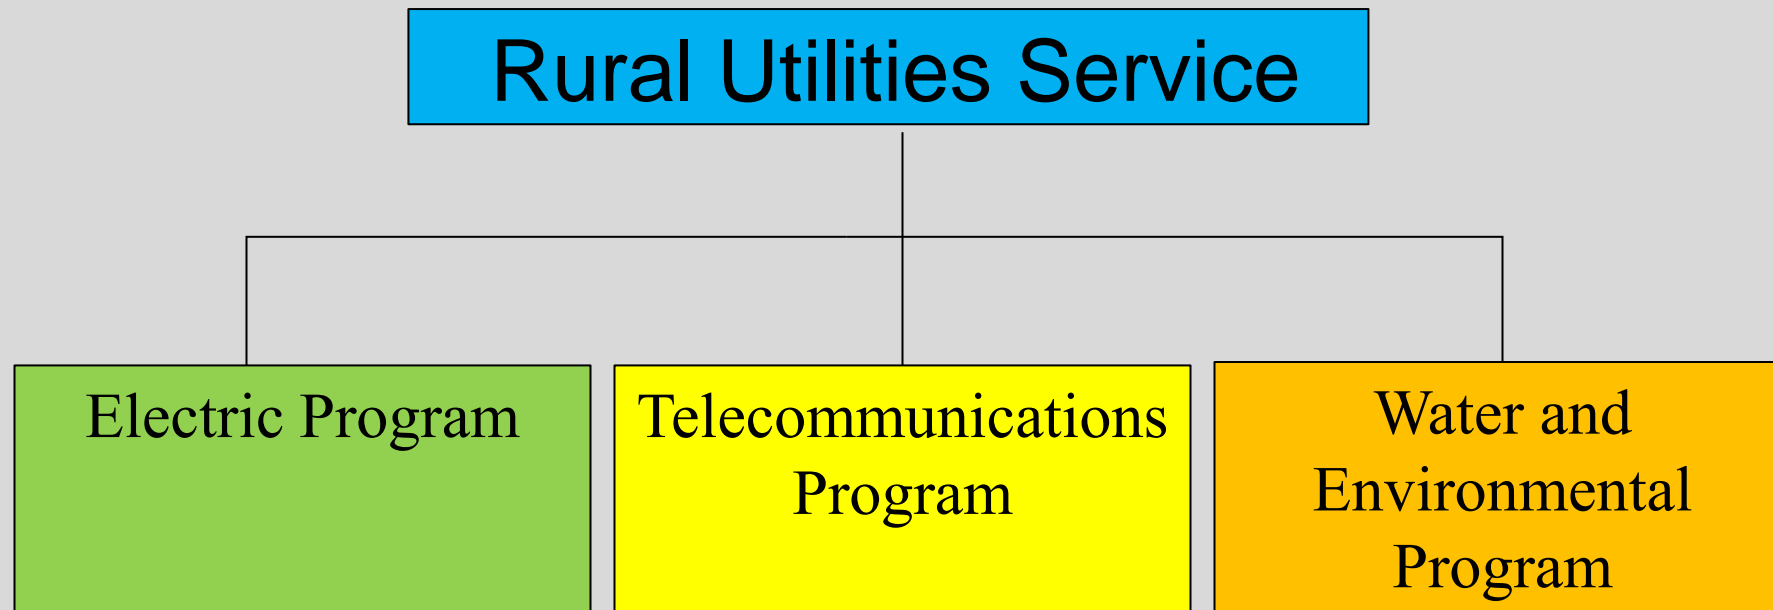 Rural Utilities Service
Electric Program
Telecommunications
Program
Water and
Environmental
Program